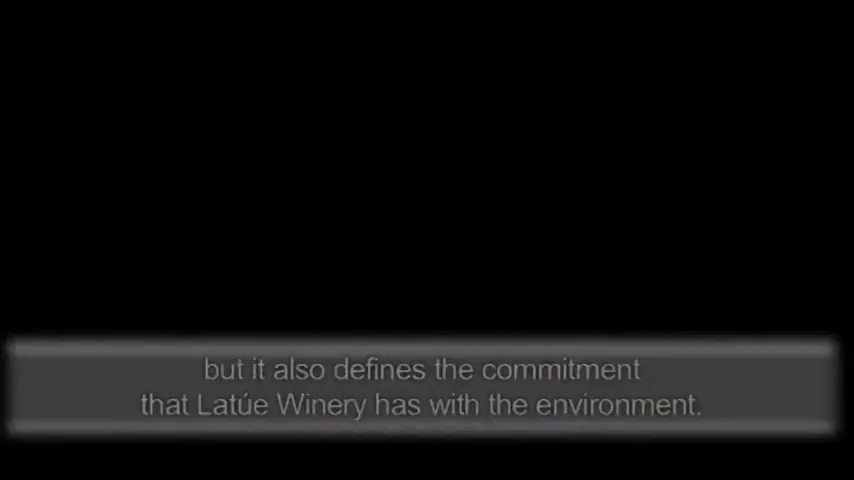 but it also defines the commitment
that Latúe Winery has with the environment.